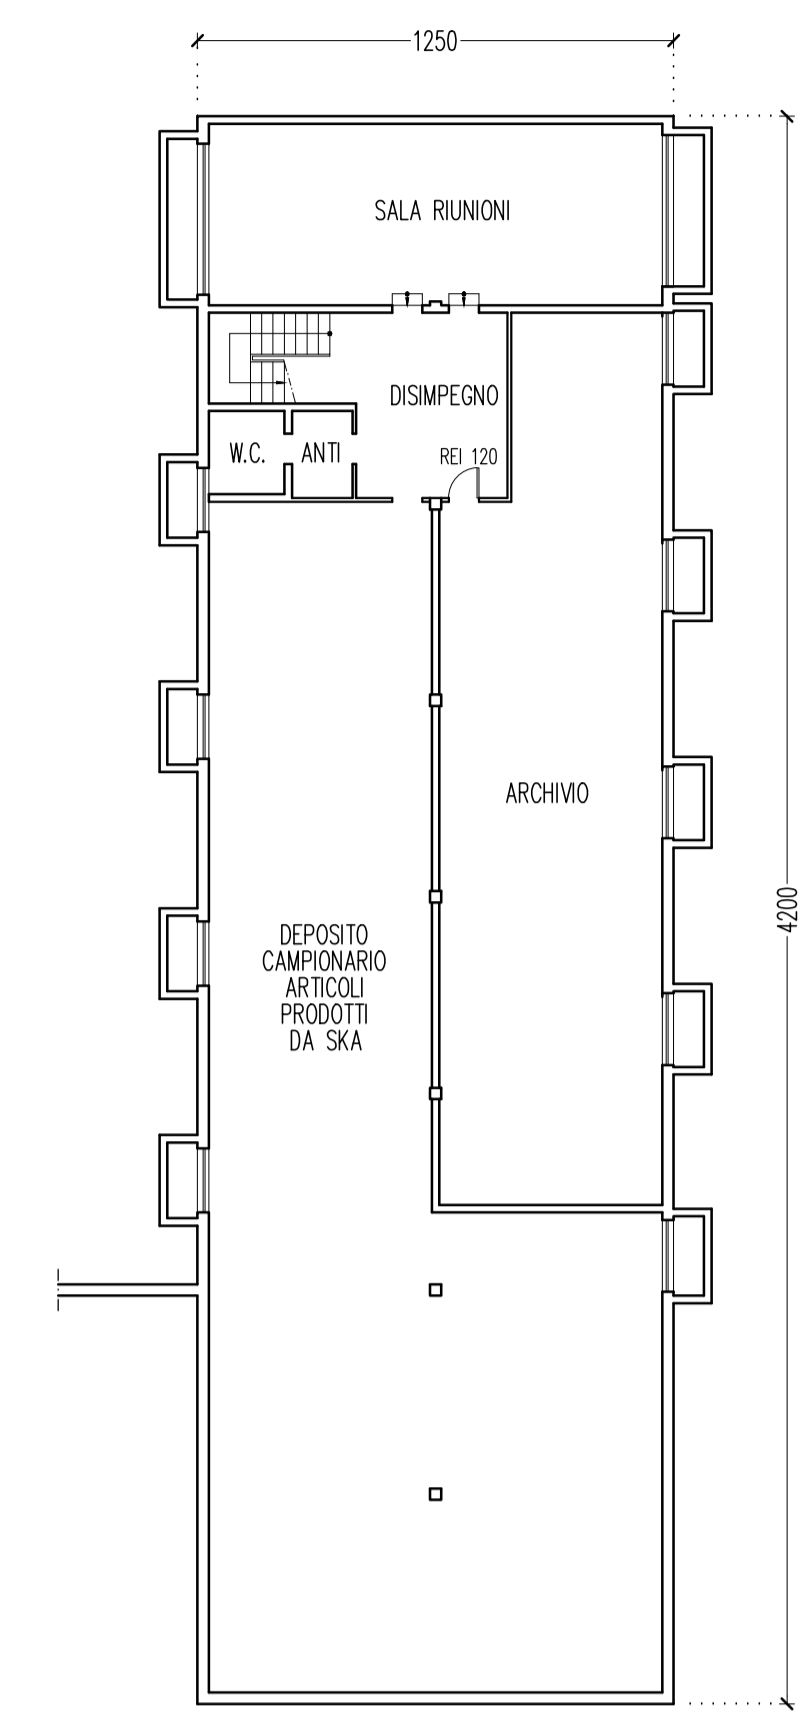 1250
SALA RIUNIONI
DISIMPEGNO
W.C.
ANTI
REI 120
ARCHIVIO
4200
DEPOSITO
CAMPIONARIO
ARTICOLI
PRODOTTI
DA SKA